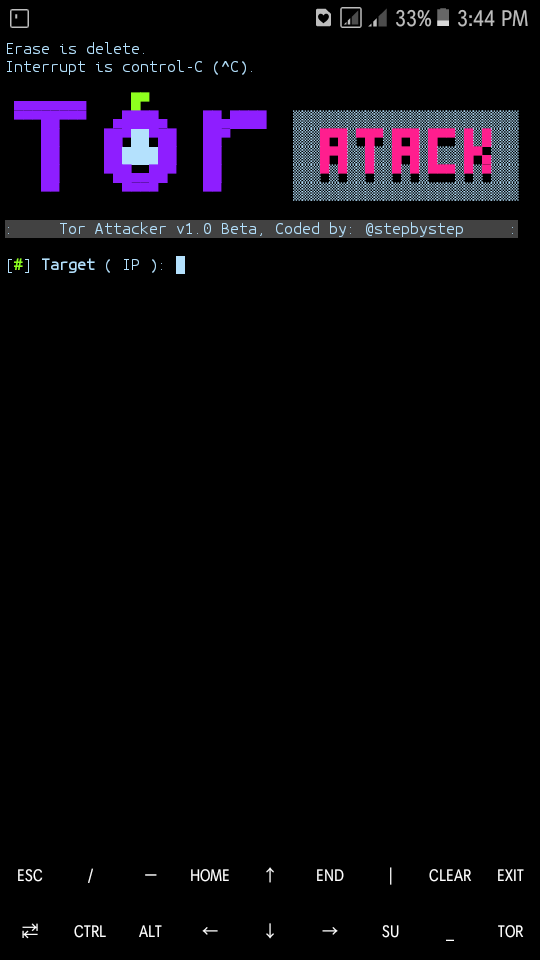 33% 3:44 PM
Erase is delete.
Interrupt is control-C (^C).
Tor ATACK
: Tor Attacker v1.0 Beta, Coded by: @stepbystep :
[#] Target ( IP ):
ESC / — HOME ↑ END | CLEAR EXIT
⇄ CTRL ALT ← ↓ → SU _ TOR